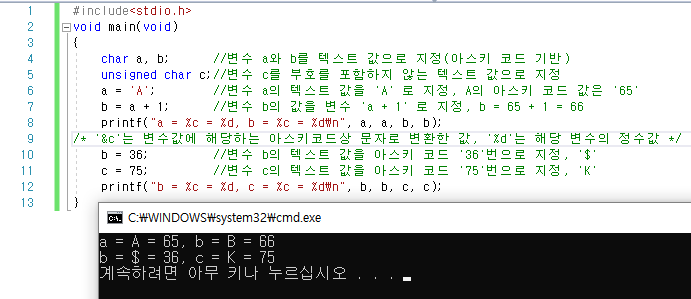 1 #include<stdio.h>
2 void main(void)
3 {
4 char a, b; //변수 a와 b를 텍스트 값으로 지정(아스키 코드 기반)
5 unsigned char c; //변수 c를 부호를 포함하지 않는 텍스트 값으로 지정
6 a = 'A'; //변수 a의 텍스트 값을 'A' 로 지정, A의 아스키 코드 값은 '65'
7 b = a + 1; //변수 b의 값을 변수 'a + 1' 로 지정, b = 65 + 1 = 66
8 printf("a = %c = %d, b = %c = %d₩n", a, a, b, b);
9 /* '&c'는 변수값에 해당하는 아스키코드상 문자로 변환한 값, '%d'는 해당 변수의 정수값 */
10 b = 36; //변수 b의 텍스트 값을 아스키 코드 '36'번으로 지정, '$'
11 c = 75; //변수 c의 텍스트 값을 아스키 코드 '75'번으로 지정, 'K'
12 printf("b = %c = %d, c = %c = %d₩n", b, b, c, c);
13 }
C:₩WINDOWS₩system32₩cmd.exe
a = A = 65, b = B = 66
b = $ = 36, c = K = 75
계속하려면 아무 키나 누르십시오 . . .